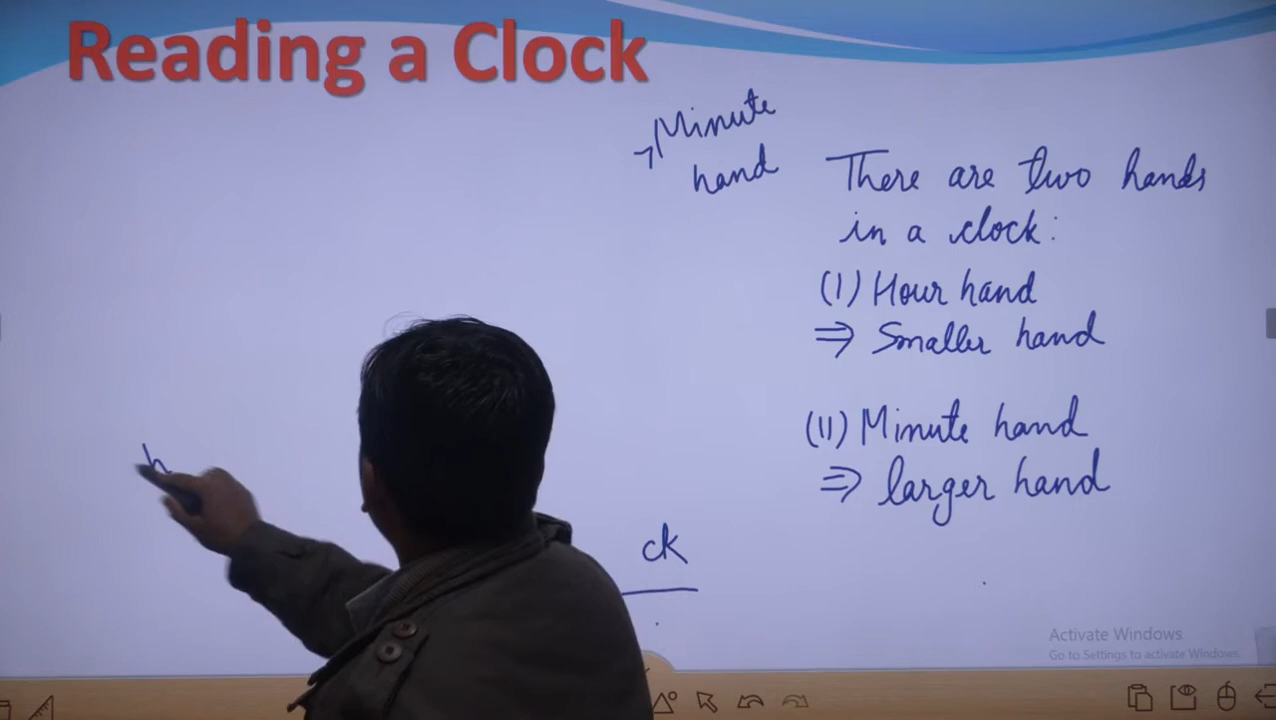 Reading a Clock
Minute
hand
There are two hands
in a clock:
(I) Hour hand
⇒ Smaller hand
(II) Minute hand
⇒ larger hand
h
ck
Activate Windows
Go to Settings to activate Windows.